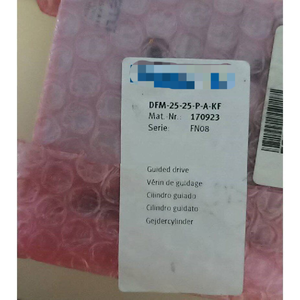 DFM-25-25-P-A-KF
Mat.-Nr.: 170923
Serie: FN08
Guided drive
Vérin de guidage
Cilindro guiado
Cilindro guidato
Gejdercylinder